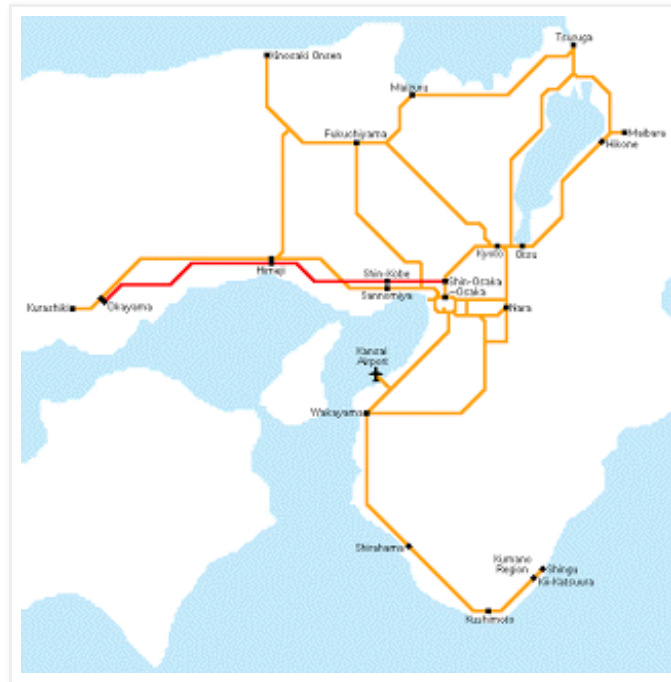 Tsuruga
Kinosaki Onsen
Maizuru
Fukuchiyama
Maibara
Hikone
Kyoto
Otsu
Himeji
Shin-Kobe
Shin-Osaka
Sannomiya
Osaka
Okayama
Kurashiki
Nara
Kansai
Airport
Wakayama
Shirahama
Kumano
Region
Shingu
Kii-Katsuura
Kushimoto